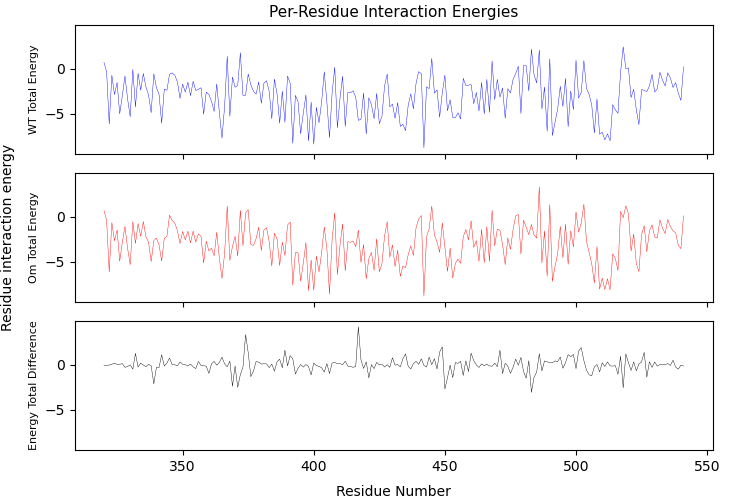 Per-Residue Interaction Energies
Residue interaction energy
WT Total Energy
0
−5
Om Total Energy
0
−5
Energy Total Difference
0
−5
350
400
450
500
550
Residue Number